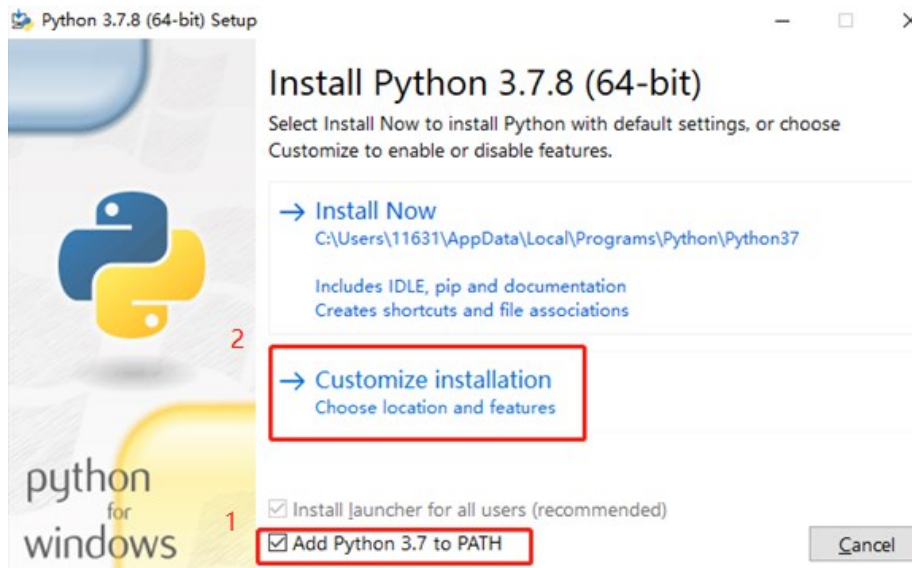 Python 3.7.8 (64-bit) Setup
Install Python 3.7.8 (64-bit)
Select Install Now to install Python with default settings, or choose
Customize to enable or disable features.
Install Now
C:\Users\11631\AppData\Local\Programs\Python\Python37
Includes IDLE, pip and documentation
Creates shortcuts and file associations
2
Customize installation
Choose location and features
python
for
windows
Install launcher for all users (recommended)
1
Add Python 3.7 to PATH
Cancel